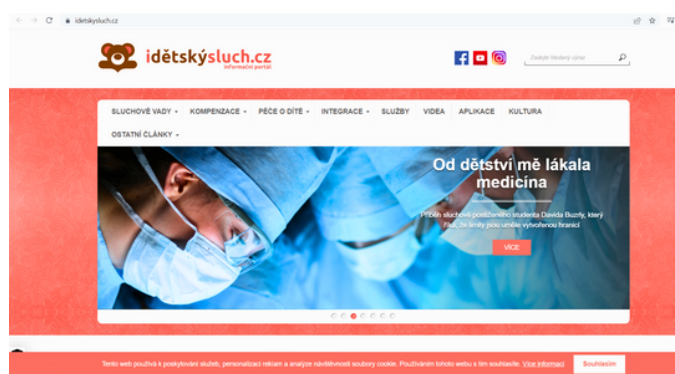 idetskysluch.cz
idětskýsluch.cz
informační portál
Zadejte hledaný výraz
SLUCHOVÉ VADY KOMPENZACE PÉČE O DÍTĚ INTEGRACE SLUŽBY VIDEA APLIKACE KULTURA
OSTATNÍ ČLÁNKY
Od dětství mě lákala
medicína
Příběh sluchově postiženého studenta Davida, který
říká, že limity jsou uměle vytvořenou hranicí
VÍCE
Tento web používá k poskytování služeb, personalizaci reklam a analýze návštěvnosti soubory cookie. Používáním tohoto webu s tím souhlasíte. Více informací Souhlasím